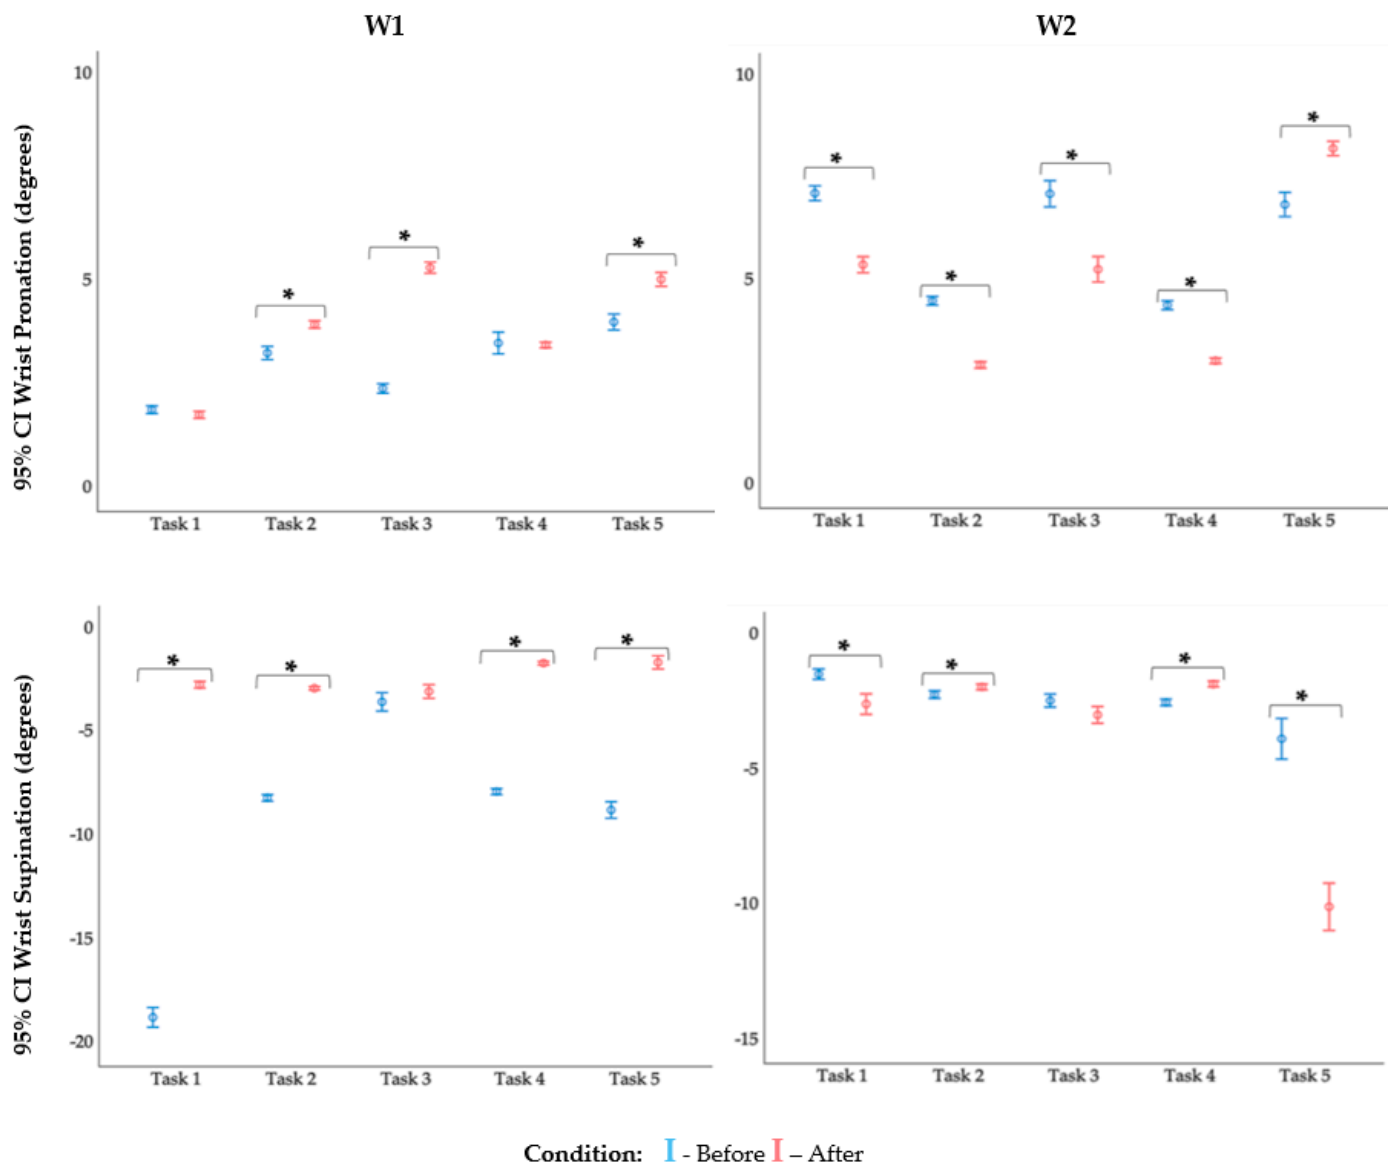 W1 W2
95% CI Wrist Pronation (degrees)
10
5
0
* * *
Task 1 Task 2 Task 3 Task 4 Task 5
10
5
0
* * * * *
Task 1 Task 2 Task 3 Task 4 Task 5
95% CI Wrist Supination (degrees)
0
-5
-10
-15
-20
* * * *
Task 1 Task 2 Task 3 Task 4 Task 5
0
-5
-10
-15
* * * *
Task 1 Task 2 Task 3 Task 4 Task 5
Condition: I - Before I – After